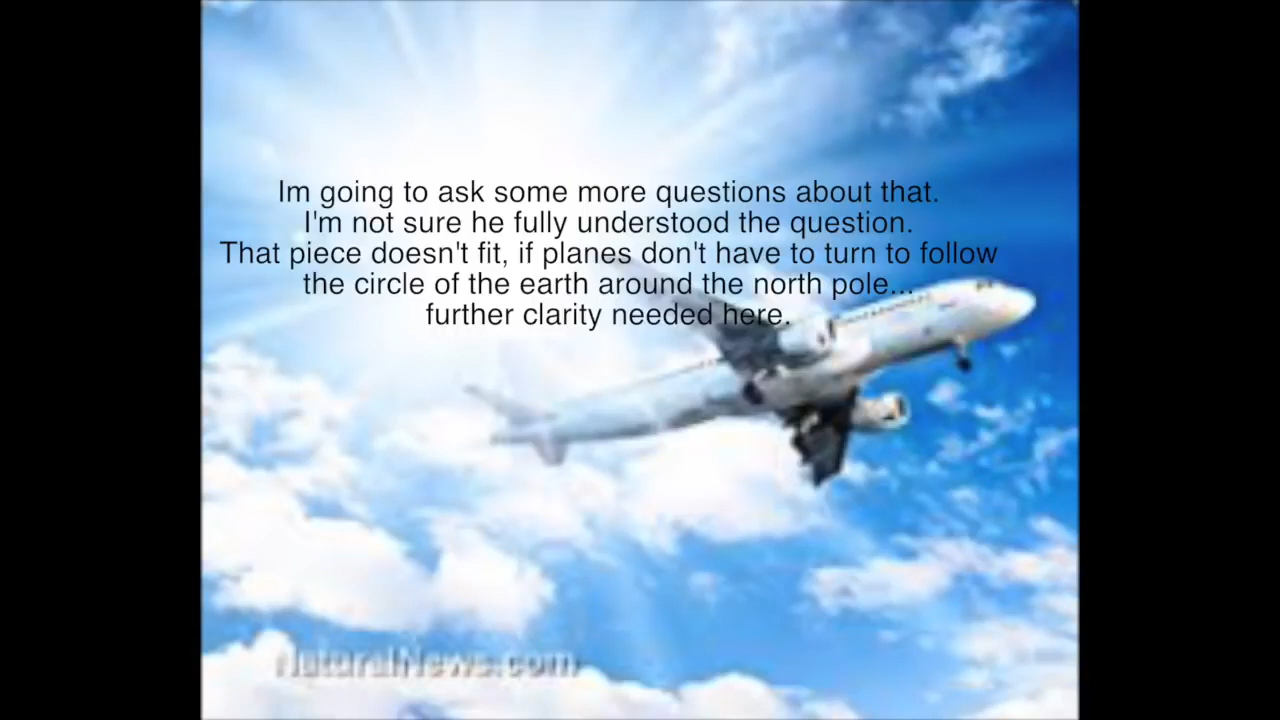 Im going to ask some more questions about that.
I'm not sure he fully understood the question.
That piece doesn't fit, if planes don't have to turn to follow
the circle of the earth around the north pole...
further clarity needed here.
NaturalNews.com